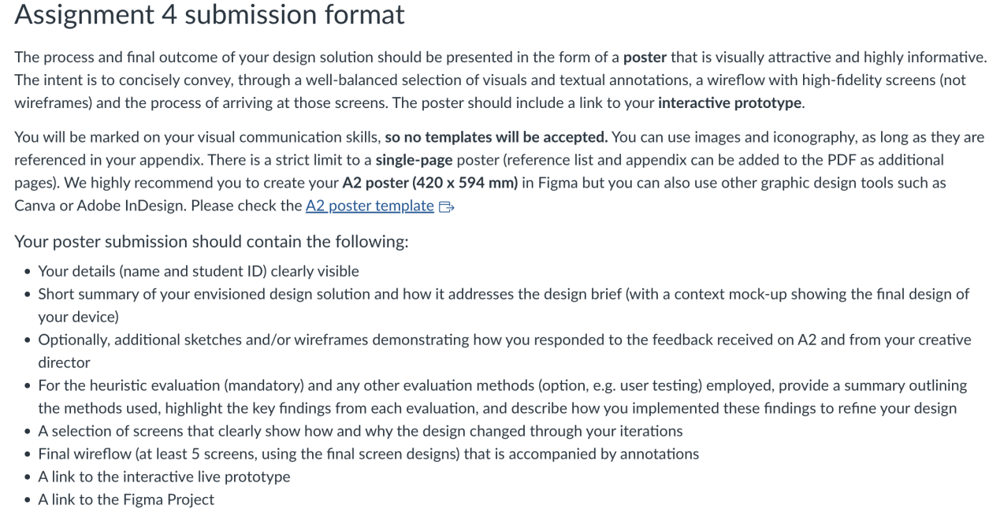 Assignment 4 submission format
The process and final outcome of your design solution should be presented in the form of a poster that is visually attractive and highly informative.
The intent is to concisely convey, through a well-balanced selection of visuals and textual annotations, a wireflow with high-fidelity screens (not
wireframes) and the process of arriving at those screens. The poster should include a link to your interactive prototype.
You will be marked on your visual communication skills, so no templates will be accepted. You can use images and iconography, as long as they are
referenced in your appendix. There is a strict limit to a single-page poster (reference list and appendix can be added to the PDF as additional
pages). We highly recommend you to create your A2 poster (420 x 594 mm) in Figma but you can also use other graphic design tools such as
Canva or Adobe InDesign. Please check the A2 poster template
Your poster submission should contain the following:
• Your details (name and student ID) clearly visible
• Short summary of your envisioned design solution and how it addresses the design brief (with a context mock-up showing the final design of
your device)
• Optionally, additional sketches and/or wireframes demonstrating how you responded to the feedback received on A2 and from your creative
director
• For the heuristic evaluation (mandatory) and any other evaluation methods (option, e.g. user testing) employed, provide a summary outlining
the methods used, highlight the key findings from each evaluation, and describe how you implemented these findings to refine your design
• A selection of screens that clearly show how and why the design changed through your iterations
• Final wireflow (at least 5 screens, using the final screen designs) that is accompanied by annotations
• A link to the interactive live prototype
• A link to the Figma Project